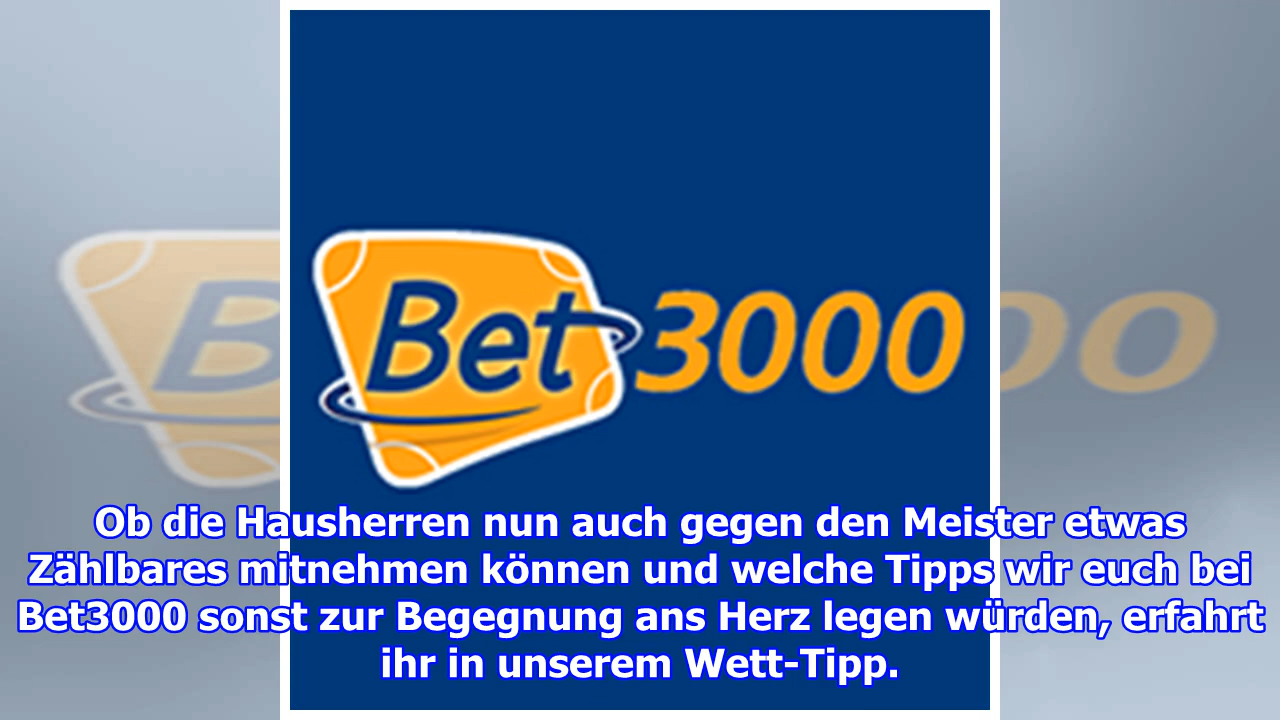 Bet3000
Ob die Hausherren nun auch gegen den Meister etwas
Zählbares mitnehmen können und welche Tipps wir euch bei
Bet3000 sonst zur Begegnung ans Herz legen würden, erfahrt
ihr in unserem Wett-Tipp.